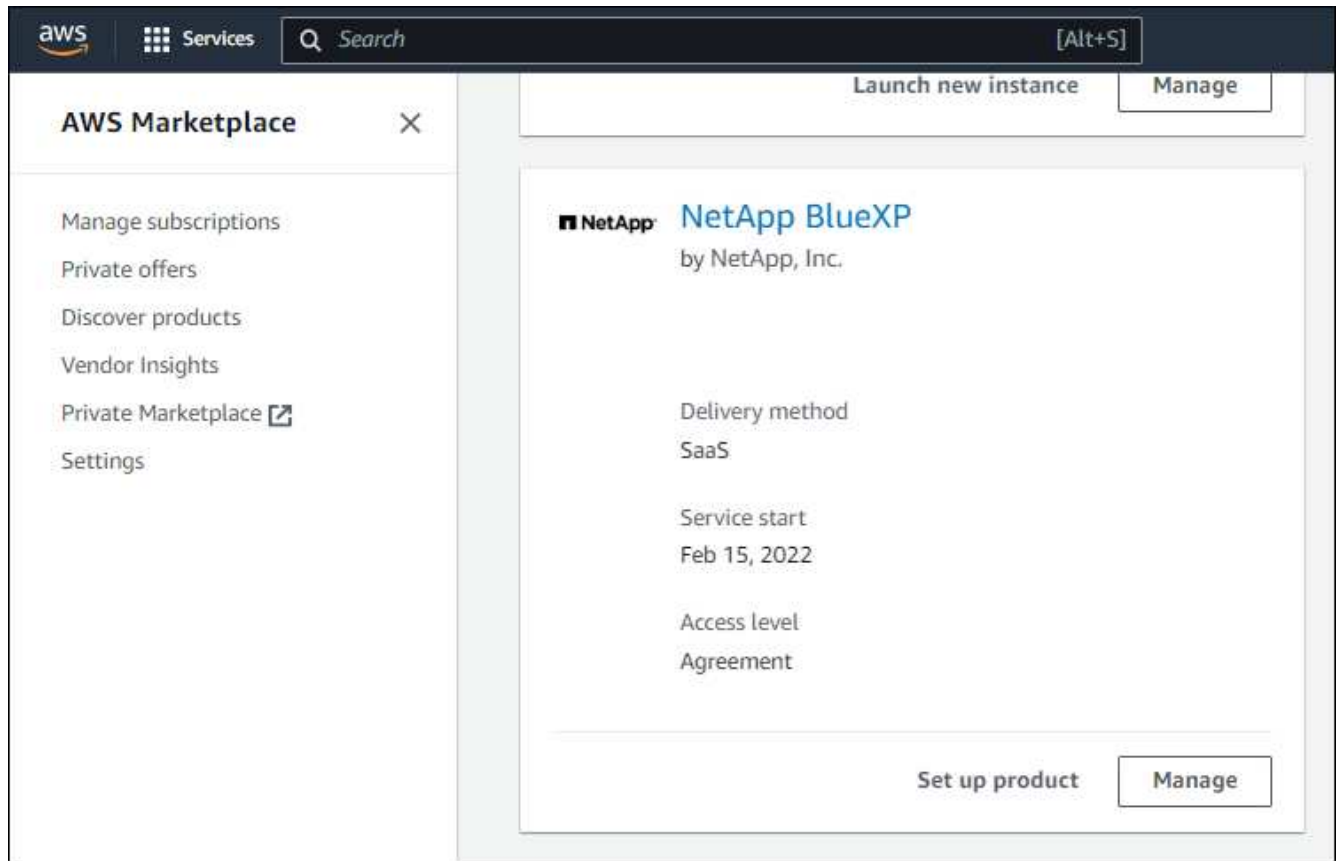 aws
Services
Search
[Alt+S]
AWS Marketplace
Manage subscriptions
Private offers
Discover products
Vendor Insights
Private Marketplace
Settings
Launch new instance
Manage
NetApp
NetApp BlueXP
by NetApp, Inc.
Delivery method
SaaS
Service start
Feb 15, 2022
Access level
Agreement
Set up product
Manage